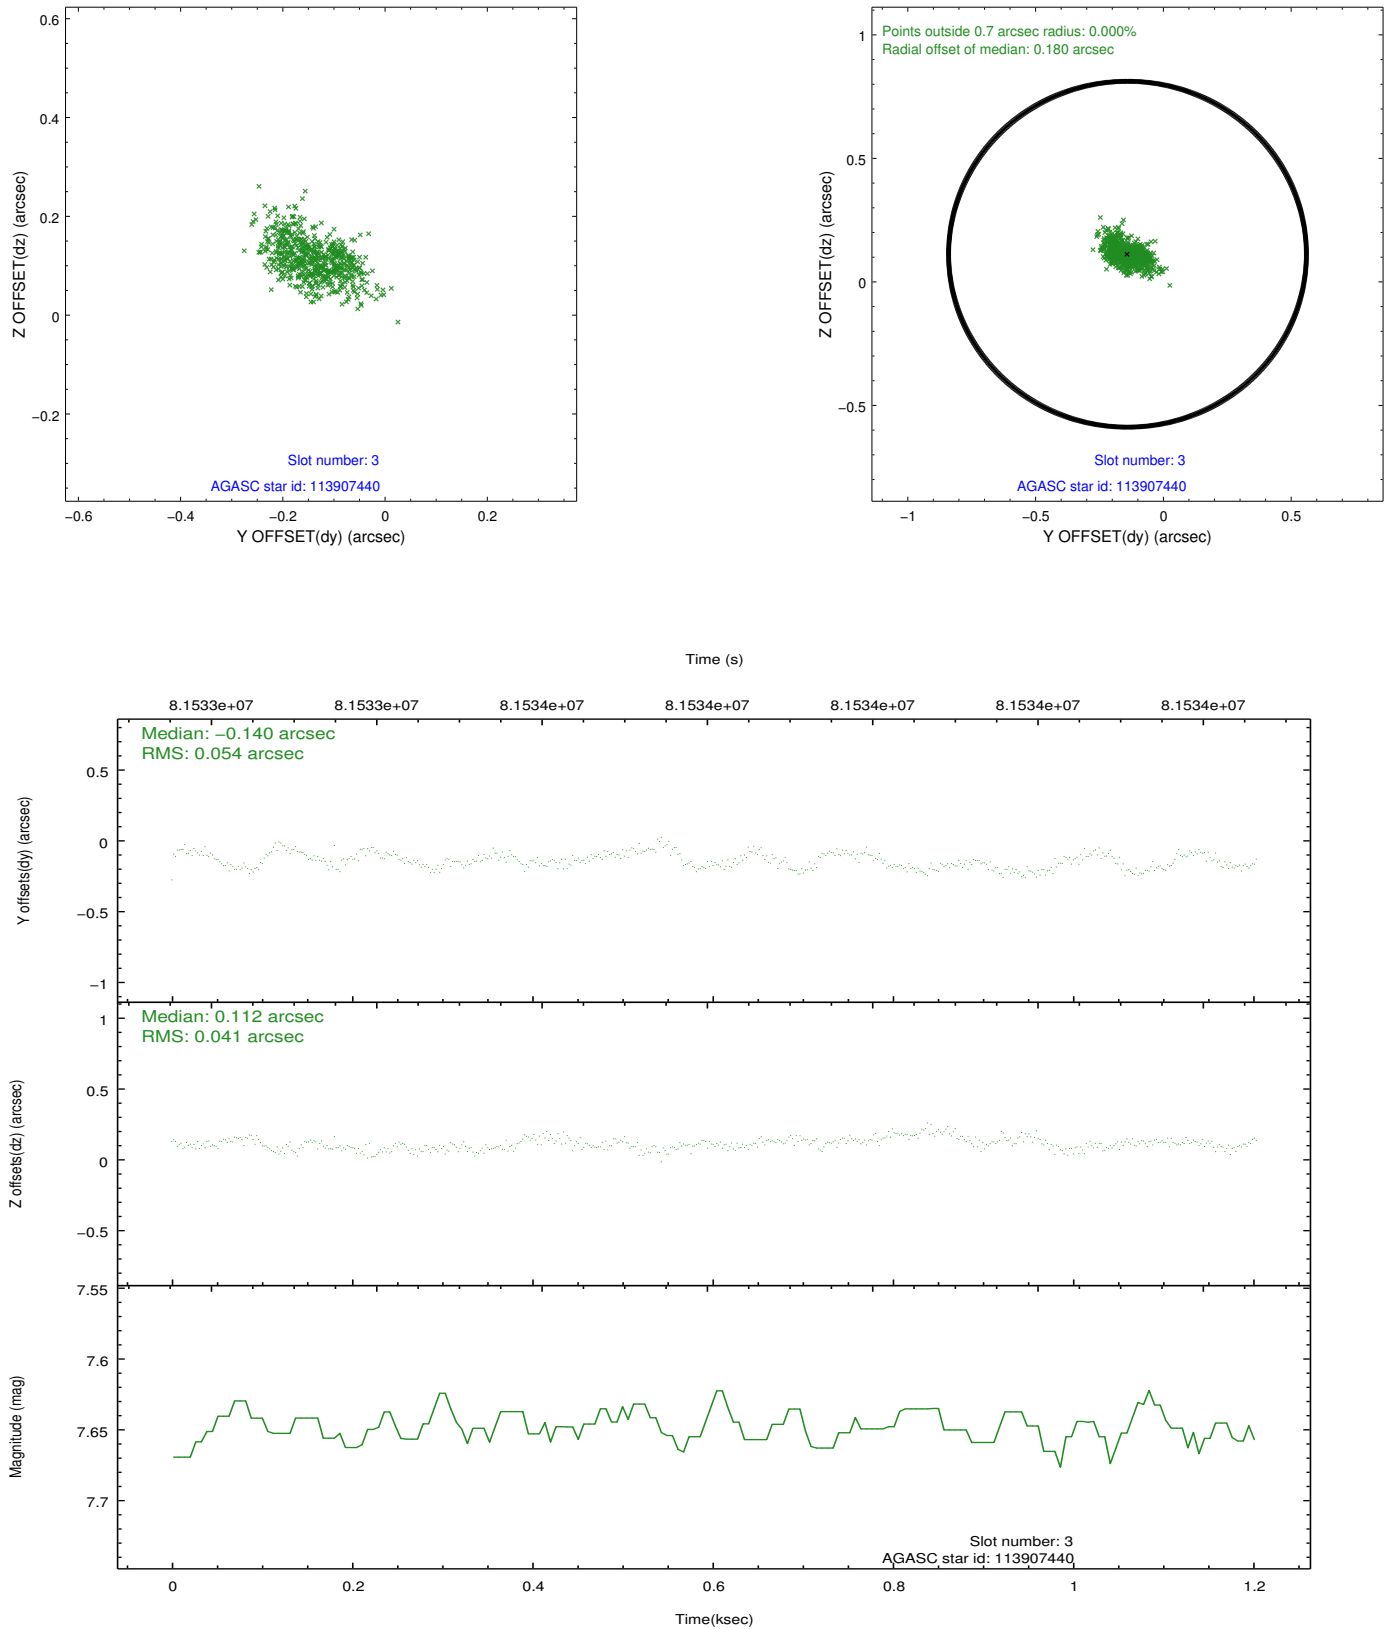 0.6
0.4
0.2
0
−0.2
Z OFFSET(dz) (arcsec)
Slot number: 3
AGASC star id: 113907440
−0.6 −0.4 −0.2 0 0.2
Y OFFSET(dy) (arcsec)
Points outside 0.7 arcsec radius: 0.000%
Radial offset of median: 0.180 arcsec
1
0.5
0
−0.5
Z OFFSET(dz) (arcsec)
Slot number: 3
AGASC star id: 113907440
−1 −0.5 0 0.5
Y OFFSET(dy) (arcsec)
Time (s)
8.1533e+07 8.1533e+07 8.1534e+07 8.1534e+07 8.1534e+07 8.1534e+07 8.1534e+07
Median: −0.140 arcsec
RMS: 0.054 arcsec
0.5
0
−0.5
−1
Y offsets(dy) (arcsec)
Median: 0.112 arcsec
RMS: 0.041 arcsec
1
0.5
0
−0.5
Z offsets(dz) (arcsec)
7.55
7.6
7.65
7.7
Magnitude (mag)
Slot number: 3
AGASC star id: 113907440
0 0.2 0.4 0.6 0.8 1 1.2
Time(ksec)